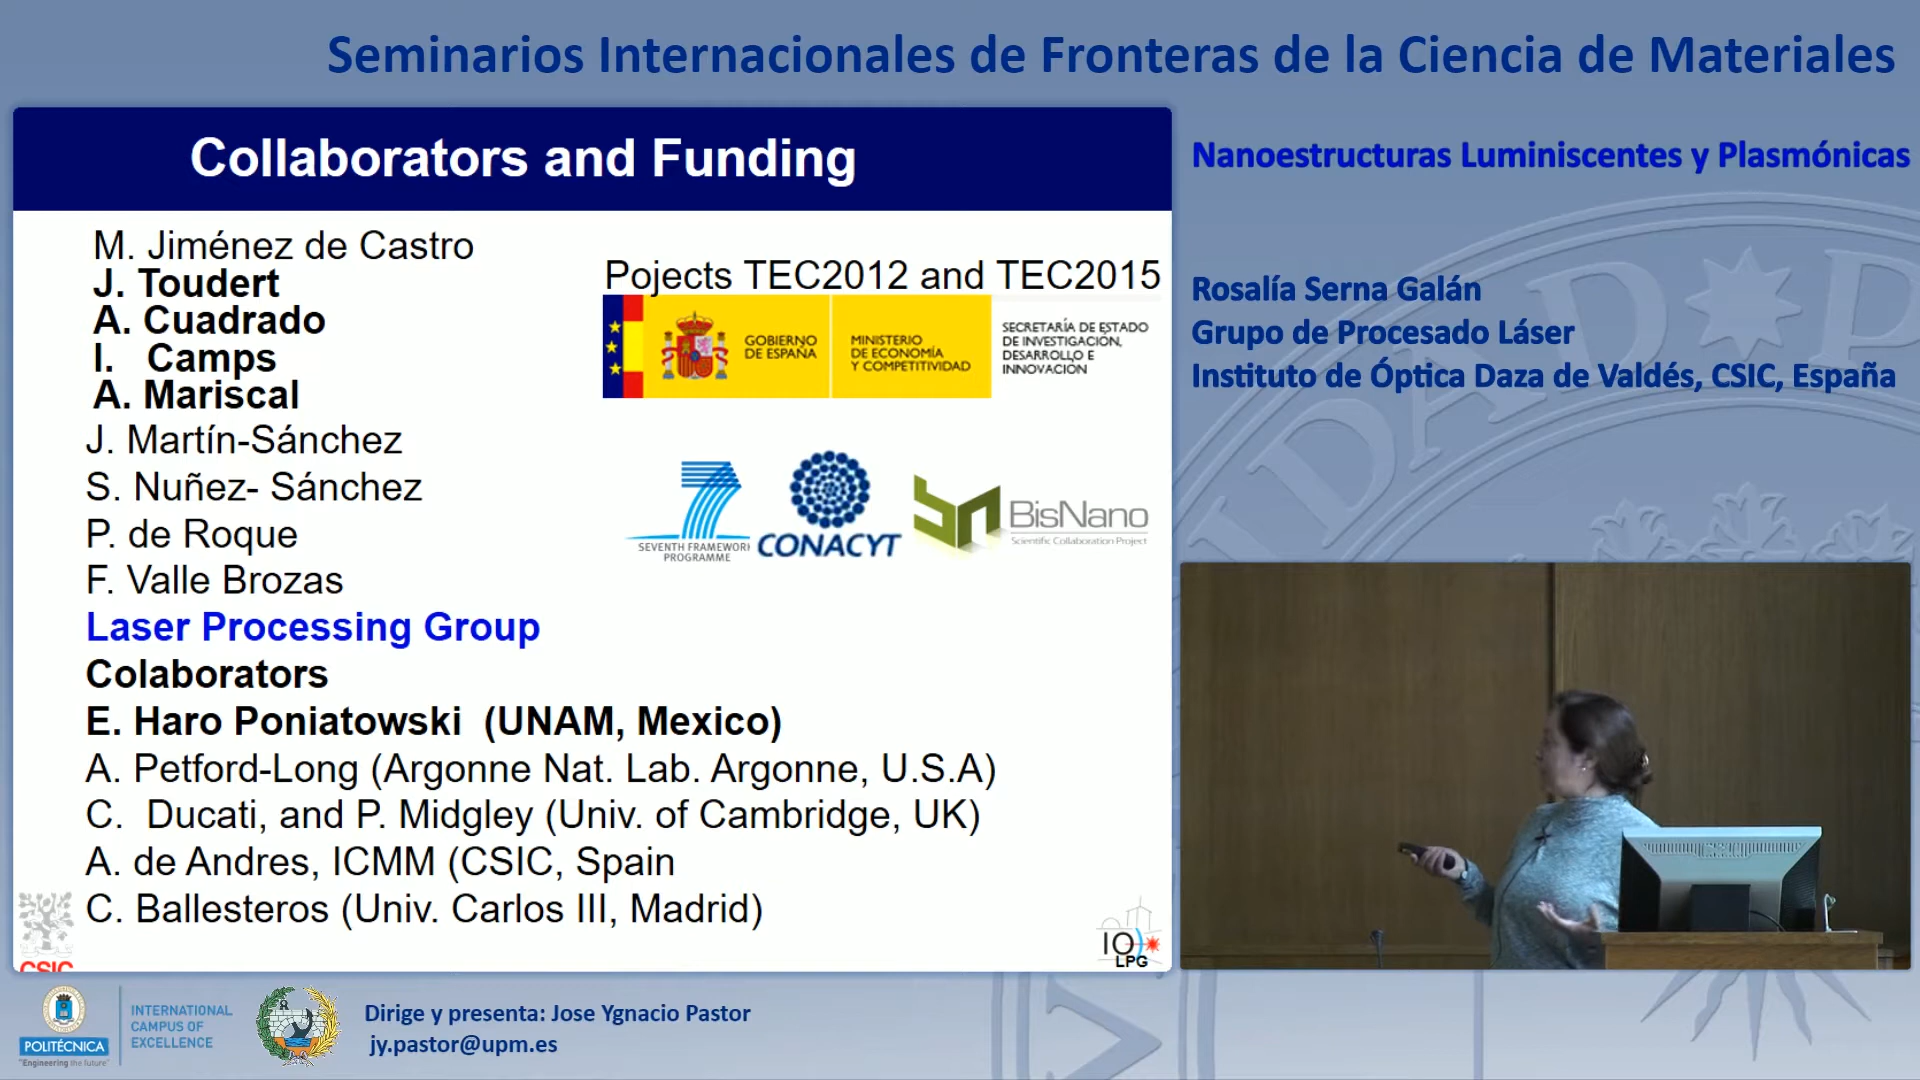 Seminarios Internacionales de Fronteras de la Ciencia de Materiales
Collaborators and Funding
M. Jiménez de Castro
J. Toudert
A. Cuadrado
I. Camps
A. Mariscal
J. Martín-Sánchez
S. Nuñez- Sánchez
P. de Roque
F. Valle Brozas
Laser Processing Group
Colaborators
E. Haro Poniatowski (UNAM, Mexico)
A. Petford-Long (Argonne Nat. Lab. Argonne, U.S.A)
C. Ducati, and P. Midgley (Univ. of Cambridge, UK)
A. de Andres, ICMM (CSIC, Spain
C. Ballesteros (Univ. Carlos III, Madrid)
Pojects TEC2012 and TEC2015
GOBIERNO
DE ESPAÑA
MINISTERIO
DE ECONOMÍA
Y COMPETITIVIDAD
SECRETARÍA DE ESTADO
DE INVESTIGACIÓN,
DESARROLLO E
INNOVACIÓN
7
SEVENTH FRAMEWORK
PROGRAMME
CONACYT
bn BisNano
Scientific Collaboration Project
CSIC
IO
LPG
Nanoestructuras Luminiscentes y Plasmónicas
Rosalía Serna Galán
Grupo de Procesado Láser
Instituto de Óptica Daza de Valdés, CSIC, España
DAD P
POLITÉCNICA
"Engineering the future"
INTERNATIONAL
CAMPUS OF
EXCELLENCE
Dirige y presenta: Jose Ygnacio Pastor
jy.pastor@upm.es